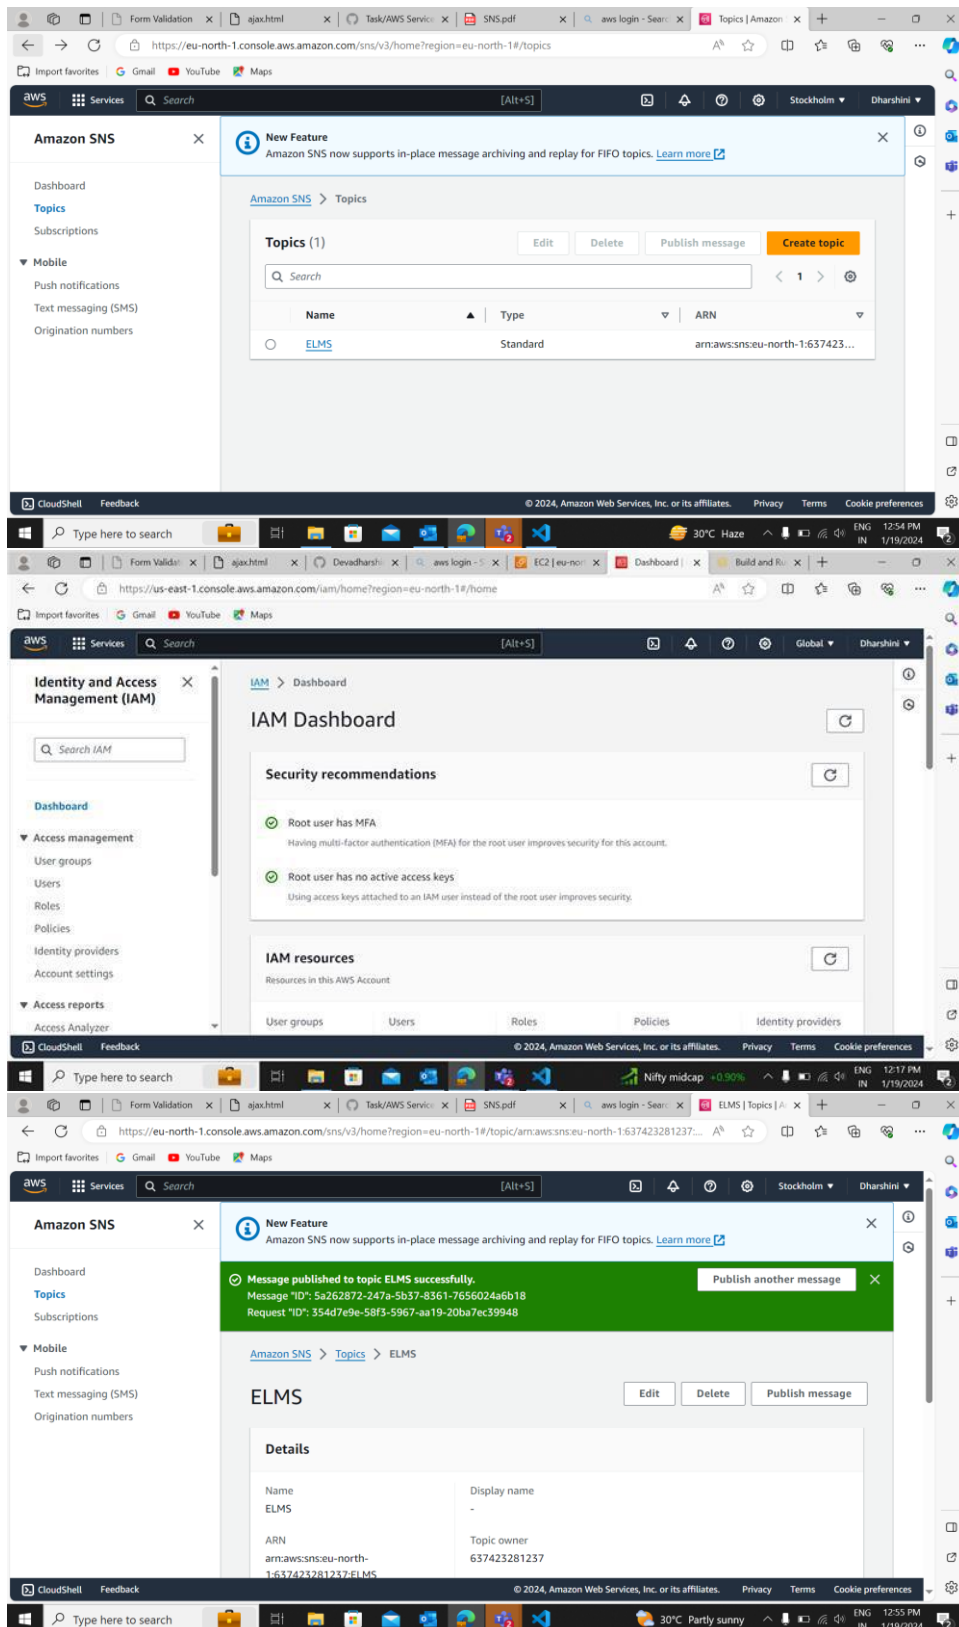 Form Validation
ajax.html
Task/AWS Service
SNS.pdf
aws login - Searc
Topics | Amazon
https://eu-north-1.console.aws.amazon.com/sns/v3/home?region=eu-north-1#/topics
Import favorites Gmail YouTube Maps
aws Services Search [Alt+S] Stockholm ▼ Dharshini ▼
Amazon SNS
New Feature
Amazon SNS now supports in-place message archiving and replay for FIFO topics. Learn more
Dashboard
Topics
Subscriptions
Mobile
Push notifications
Text messaging (SMS)
Origination numbers
Amazon SNS > Topics
Topics (1) Edit Delete Publish message Create topic
Search
< 1 >
Name Type ARN
ELMS Standard arn:aws:sns:eu-north-1:637423...
CloudShell Feedback © 2024, Amazon Web Services, Inc. or its affiliates. Privacy Terms Cookie preferences
Type here to search 30°C Haze ENG 12:54 PM
IN 1/19/2024
Form Validat
ajax.html
Devadharshi
aws login - S
EC2 | eu-nor
Dashboard |
Build and Ru
https://us-east-1.console.aws.amazon.com/iam/home?region=eu-north-1#/home
Import favorites Gmail YouTube Maps
aws Services Search [Alt+S] Global ▼ Dharshini ▼
Identity and Access
Management (IAM)
Search IAM
Dashboard
Access management
User groups
Users
Roles
Policies
Identity providers
Account settings
Access reports
Access Analyzer
IAM > Dashboard
IAM Dashboard
Security recommendations
Root user has MFA
Having multi-factor authentication (MFA) for the root user improves security for this account.
Root user has no active access keys
Using access keys attached to an IAM user instead of the root user improves security.
IAM resources
Resources in this AWS Account
User groups Users Roles Policies Identity providers
CloudShell Feedback © 2024, Amazon Web Services, Inc. or its affiliates. Privacy Terms Cookie preferences
Type here to search Nifty midcap +0.90% ENG 12:17 PM
IN 1/19/2024
Form Validation
ajax.html
Task/AWS Service
SNS.pdf
aws login - Searc
ELMS | Topics | A
https://eu-north-1.console.aws.amazon.com/sns/v3/home?region=eu-north-1#/topic/arn:aws:sns:eu-north-1:637423281237:...
Import favorites Gmail YouTube Maps
aws Services Search [Alt+S] Stockholm ▼ Dharshini ▼
Amazon SNS
New Feature
Amazon SNS now supports in-place message archiving and replay for FIFO topics. Learn more
Dashboard
Topics
Subscriptions
Mobile
Push notifications
Text messaging (SMS)
Origination numbers
Message published to topic ELMS successfully. Publish another message
Message "ID": 5a262872-247a-5b37-8361-7656024a6b18
Request "ID": 354d7e9e-58f3-5967-aa19-20ba7ec39948
Amazon SNS > Topics > ELMS
ELMS Edit Delete Publish message
Details
Name Display name
ELMS -
ARN Topic owner
arn:aws:sns:eu-north- 637423281237
1:637423281237:ELMS
CloudShell Feedback © 2024, Amazon Web Services, Inc. or its affiliates. Privacy Terms Cookie preferences
Type here to search 30°C Partly sunny ENG 12:55 PM
IN 1/19/2024